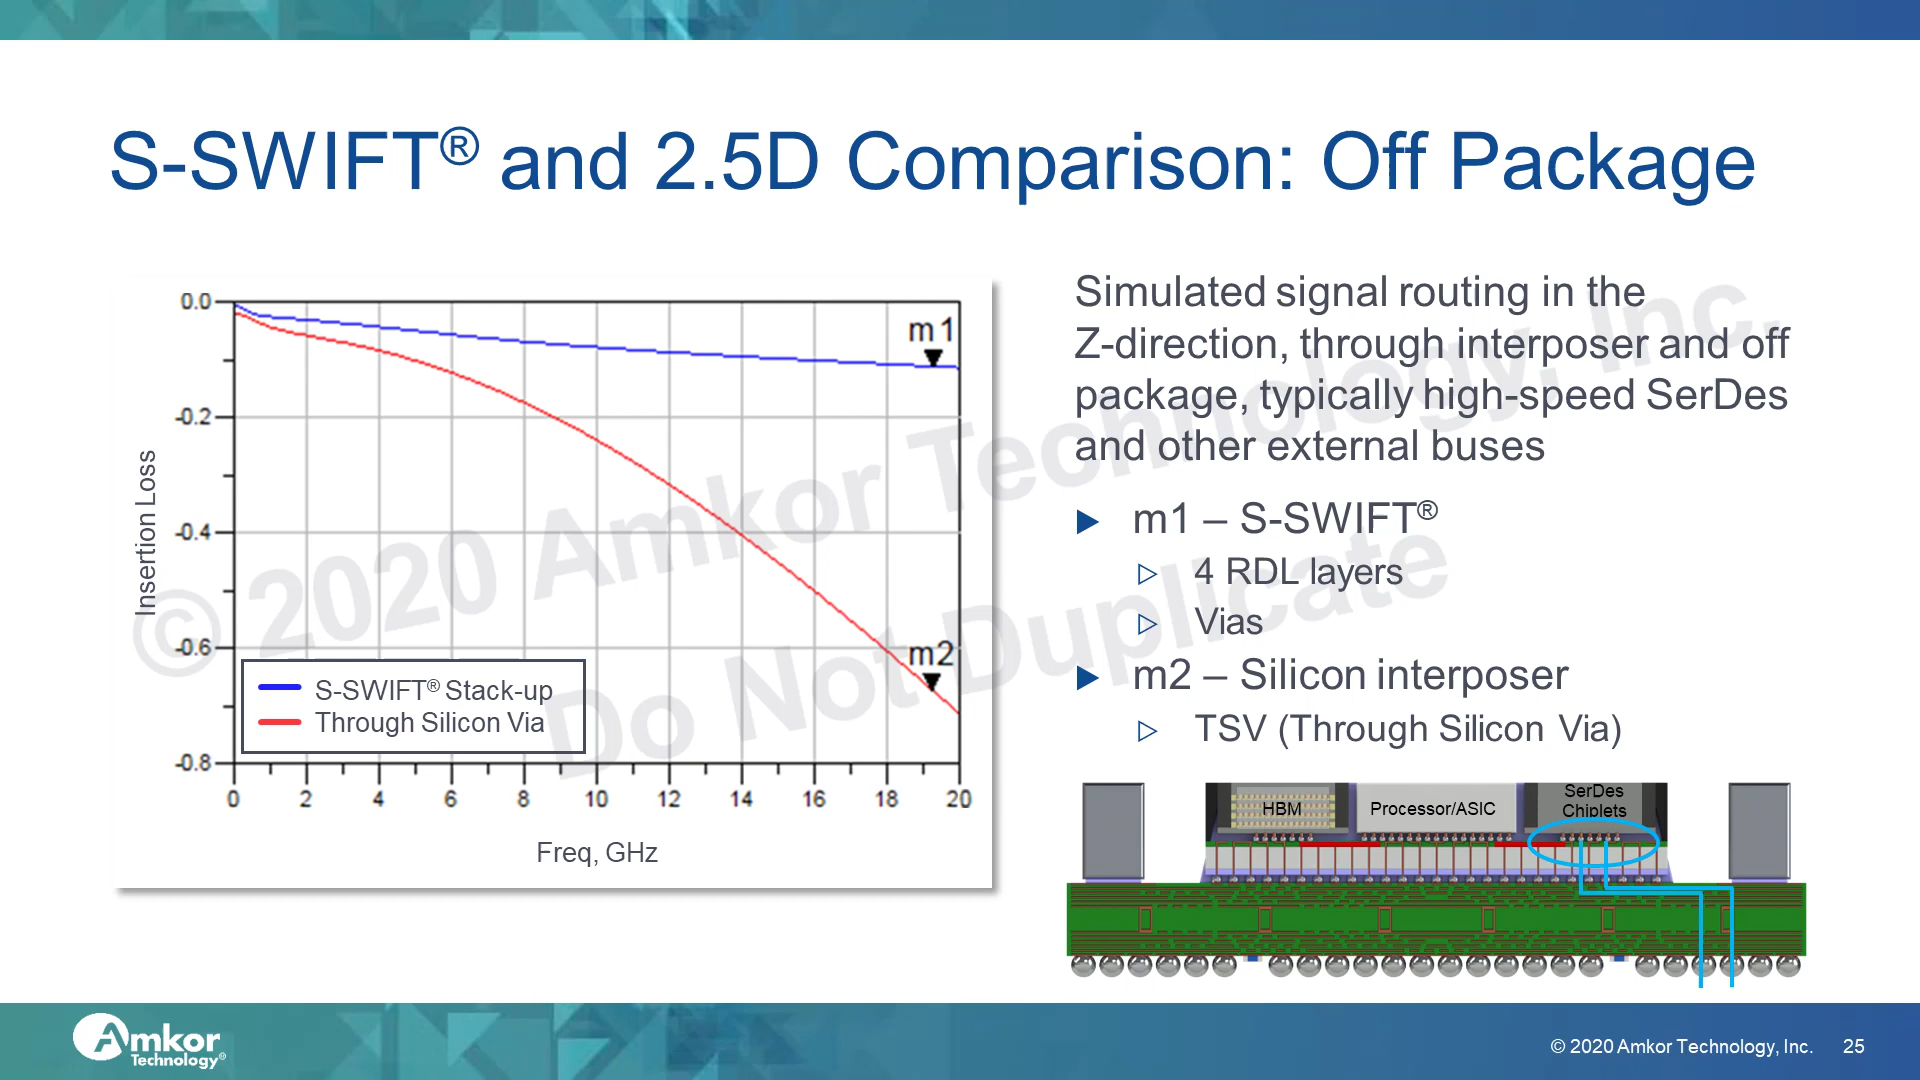 S-SWIFT® and 2.5D Comparison: Off Package
Simulated signal routing in the
Z-direction, through interposer and off
package, typically high-speed SerDes
and other external buses
m1 – S-SWIFT®
4 RDL layers
Vias
m2 – Silicon interposer
TSV (Through Silicon Via)
Insertion Loss
0.0
-0.2
-0.4
-0.6
-0.8
m1
m2
S-SWIFT® Stack-up
Through Silicon Via
0 2 4 6 8 10 12 14 16 18 20
Freq, GHz
HBM
Processor/ASIC
SerDes
Chiplets
© 2020 Amkor Technology, Inc.
Do Not Duplicate
Amkor
Technology®
© 2020 Amkor Technology, Inc. 25